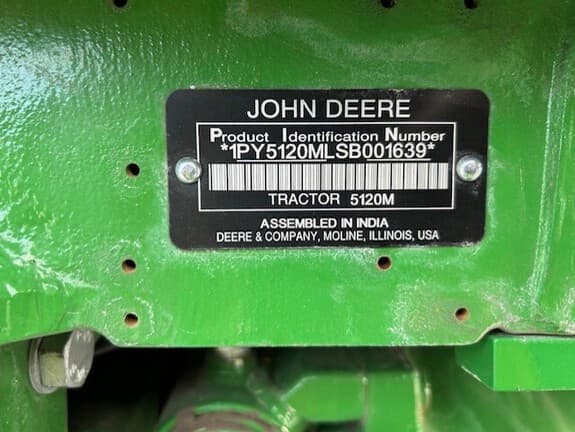 JOHN DEERE
Product Identification Number
*1PY5120MLSB001639*
TRACTOR 5120M
ASSEMBLED IN INDIA
DEERE & COMPANY, MOLINE, ILLINOIS, USA